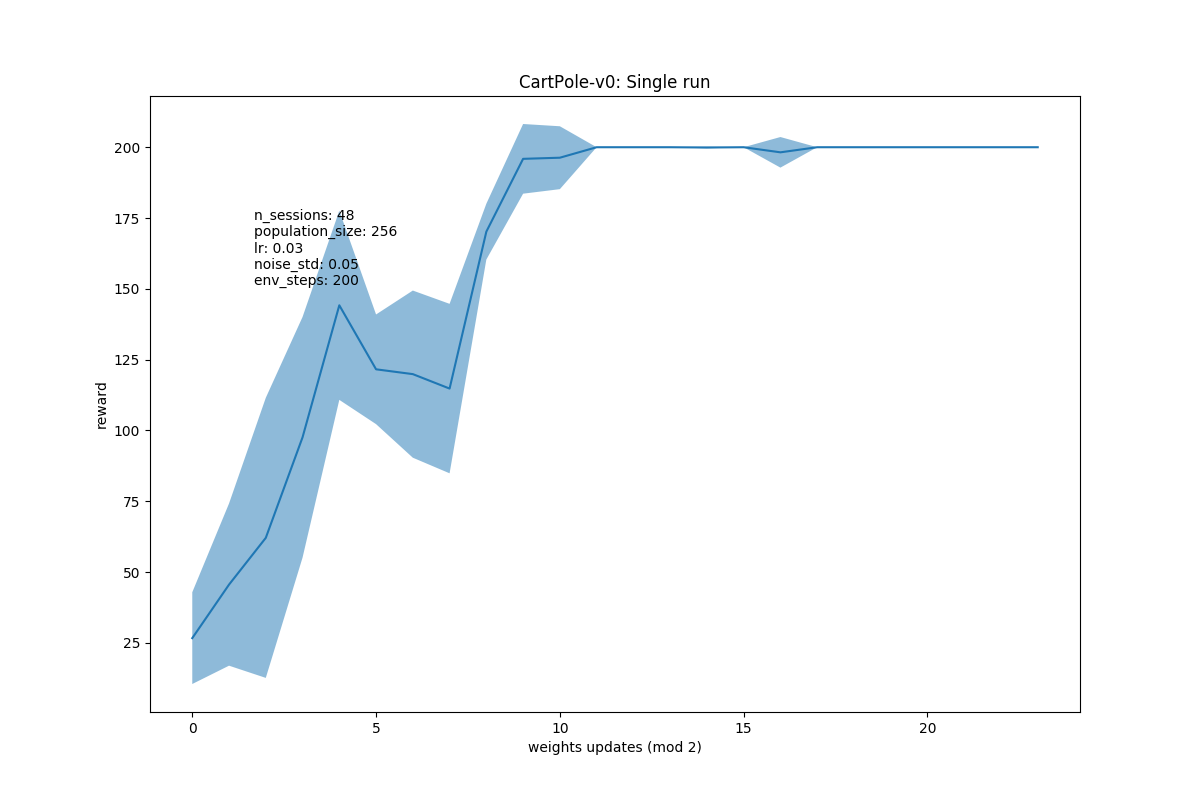 CartPole-v0: Single run
200
175
150
125
100
75
50
25
reward
n_sessions: 48
population_size: 256
lr: 0.03
noise_std: 0.05
env_steps: 200
0
5
10
15
20
weights updates (mod 2)